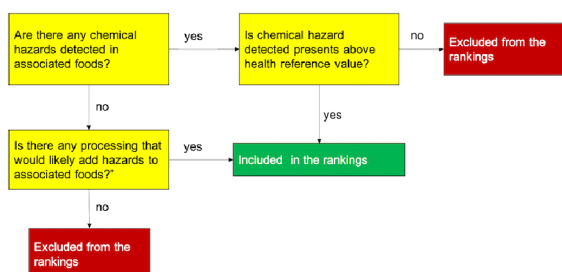 Are there any chemical
hazards detected in
associated foods?
yes
Is chemical hazard
detected presents above
health reference value?
no
Excluded from the
rankings
no
yes
Is there any processing that
would likely add hazards to
associated foods?”
yes
Included in the rankings
no
Excluded from the
rankings